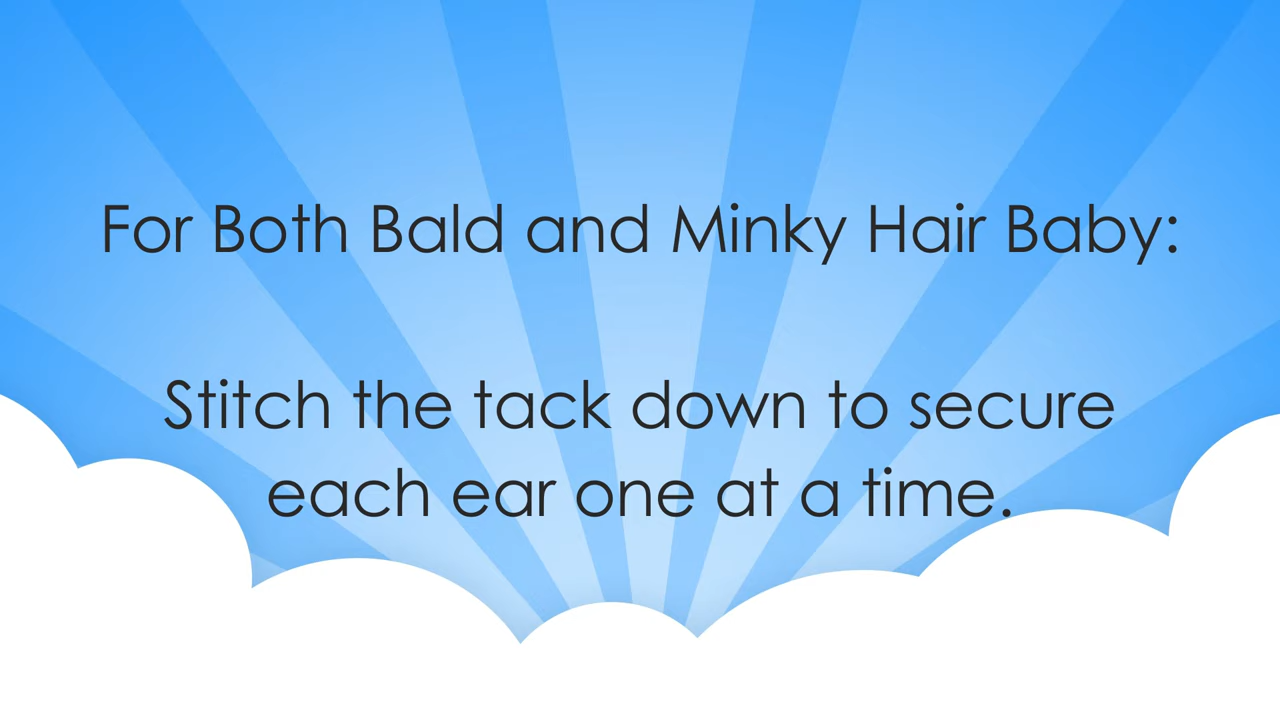 For Both Bald and Minky Hair Baby:
Stitch the tack down to secure
each ear one at a time.